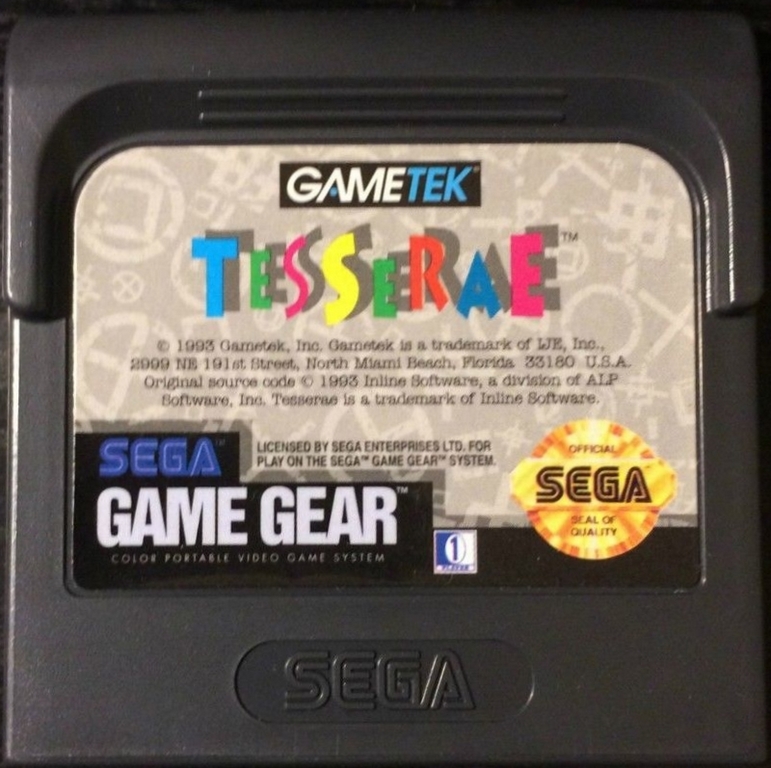 GAMETEK®
TESSERAE™
© 1993 Gametek, Inc. Gametek is a trademark of IJE, Inc.,
2999 NE 191st Street, North Miami Beach, Florida 33180 U.S.A.
Original source code © 1993 Inline Software, a division of ALP
Software, Inc. Tesserae is a trademark of Inline Software.
SEGA™
LICENSED BY SEGA ENTERPRISES LTD. FOR
PLAY ON THE SEGA™ GAME GEAR™ SYSTEM.
GAME GEAR™
COLOR PORTABLE VIDEO GAME SYSTEM
1
PLAYER
OFFICIAL
SEGA
SEAL OF
QUALITY
SEGA